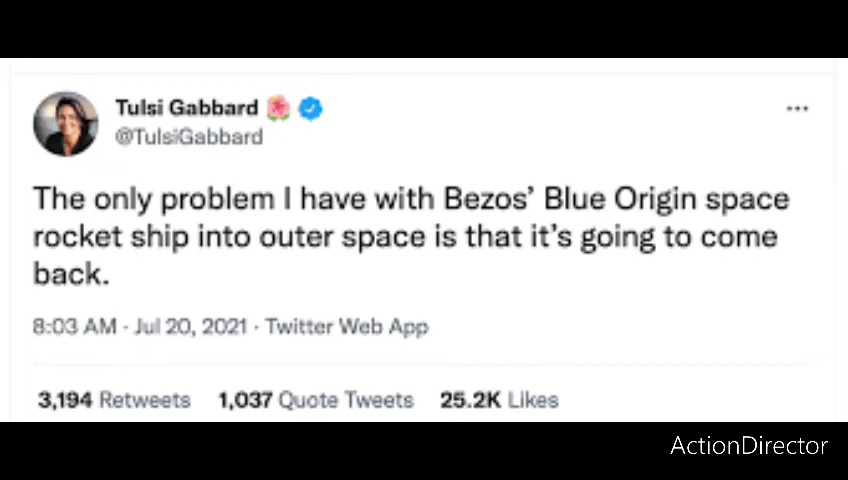 Tulsi Gabbard 🌺
@TulsiGabbard
The only problem I have with Bezos’ Blue Origin space
rocket ship into outer space is that it’s going to come
back.
8:03 AM · Jul 20, 2021 · Twitter Web App
3,194 Retweets 1,037 Quote Tweets 25.2K Likes
ActionDirector